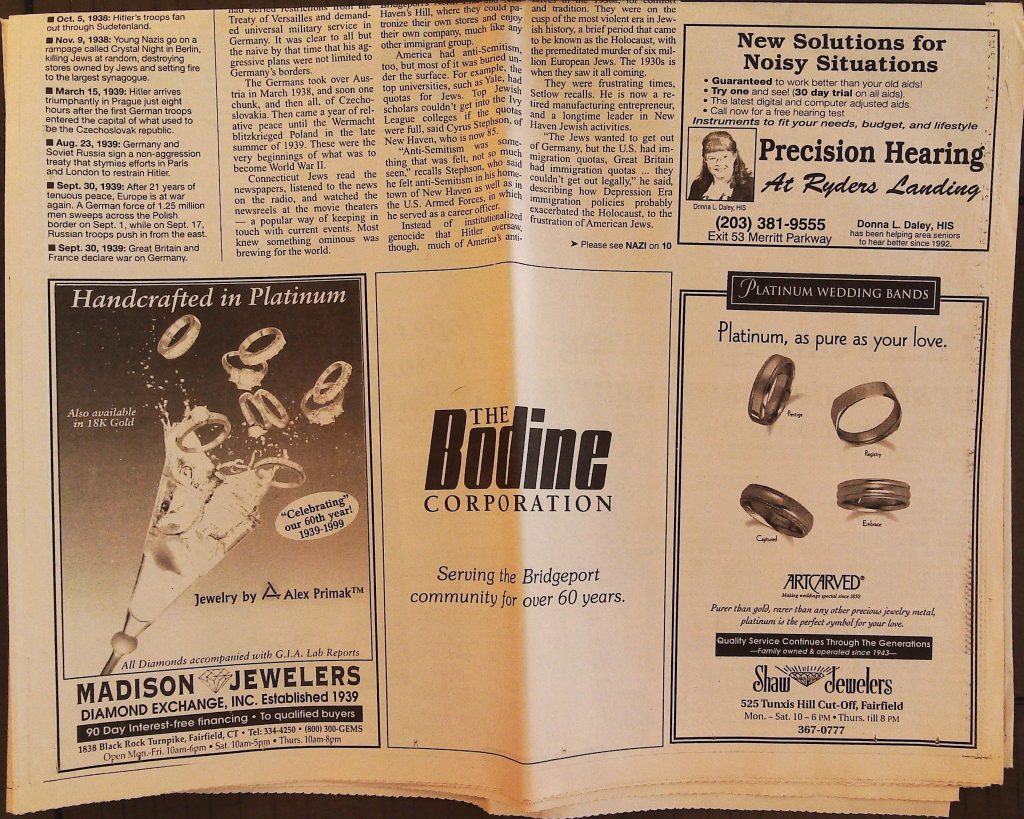 ■ Oct. 5, 1938: Hitler's troops fan
out through Sudetenland.
■ Nov. 9, 1938: Young Nazis go on a
rampage called Crystal Night in Berlin,
killing Jews at random, destroying
stores owned by Jews and setting fire
to the largest synagogue.
■ March 15, 1939: Hitler arrives
triumphantly in Prague just eight
hours after the first German troops
entered the capital of what used to
be the Czechoslovak republic.
■ Aug. 23, 1939: Germany and
Soviet Russia sign a non-aggression
treaty that stymies efforts in Paris
and London to restrain Hitler.
■ Sept. 30, 1939: After 21 years of
tenuous peace, Europe is at war
again. A German force of 1.25 million
men sweeps across the Polish
border on Sept. 1, while on Sept. 17,
Russian troops push in from the east.
■ Sept. 30, 1939: Great Britain and
France declare war on Germany.
had defied restrictions from the
Treaty of Versailles and demand-
ed universal military service in
Germany. It was clear to all but
the naive by that time that his ag-
gressive plans were not limited to
Germany's borders.
The Germans took over Aus-
tria in March 1938, and soon one
chunk, and then all, of Czecho-
slovakia. Then came a year of rel-
ative peace until the Wermacht
blitzkrieged Poland in the late
summer of 1939. These were the
very beginnings of what was to
become World War II.
Connecticut Jews read the
newspapers, listened to the news
on the radio, and watched the
newsreels at the movie theaters
— a popular way of keeping in
touch with current events. Most
knew something ominous was
brewing for the world.
Haven's Hill, where they could pa-
tronize their own stores and enjoy
their own company, much like any
other immigrant group.
America had anti-Semitism,
too, but most of it was buried un-
der the surface. For example, the
top universities, such as Yale, had
quotas for Jews. Top Jewish
scholars couldn't get into the Ivy
League colleges if the quotas
were full, said Cyrus Stephson, of
New Haven, who is now 85.
"Anti-Semitism was some-
thing that was felt, not so much
seen," recalls Stephson, who said
he felt anti-Semitism in his home-
town of New Haven as well as in
the U.S. Armed Forces, in which
he served as a career officer.
Instead of institutionalized
genocide that Hitler oversaw,
though, much of America's anti-
and tradition. They were on the
cusp of the most violent era in Jew-
ish history, a brief period that came
to be known as the Holocaust, with
the premeditated murder of six mil-
lion European Jews. The 1930s is
when they saw it all coming.
They were frustrating times,
Setlow recalls. He is now a re-
tired manufacturing entrepreneur,
and a longtime leader in New
Haven Jewish activities.
"The Jews wanted to get out
of Germany, but the U.S. had im-
migration quotas, Great Britain
had immigration quotas ... they
couldn't get out legally," he said,
describing how Depression Era
immigration policies probably
exacerbated the Holocaust, to the
frustration of American Jews.
➤ Please see NAZI on 10
New Solutions for
Noisy Situations
• Guaranteed to work better than your old aids!
• Try one and see! (30 day trial on all aids).
• The latest digital and computer adjusted aids.
• Call now for a free hearing test
Instruments to fit your needs, budget, and lifestyle
Precision Hearing
At Ryders Landing
Donna L. Daley, HIS
(203) 381-9555
Exit 53 Merritt Parkway
Donna L. Daley, HIS
has been helping area seniors
to hear better since 1992.
Handcrafted in Platinum
Also available
in 18K Gold
"Celebrating"
our 60th year!
1939-1999
Jewelry by Alex Primak™
All Diamonds accompanied with G.I.A. Lab Reports
MADISON JEWELERS
DIAMOND EXCHANGE, INC. Established 1939
90 Day Interest-free financing • To qualified buyers
1838 Black Rock Turnpike, Fairfield, CT • Tel: 334-4250 • (800) 300-GEMS
Open Mon.-Fri. 10am-6pm • Sat. 10am-5pm • Thurs. 10am-8pm
THE
Bodine
CORPORATION
Serving the Bridgeport
community for over 60 years.
PLATINUM WEDDING BANDS
Platinum, as pure as your love.
Prestige
Registry
Captured
Embrace
ARTCARVED®
Making weddings special since 1850
Purer than gold, rarer than any other precious jewelry metal,
platinum is the perfect symbol for your love.
Quality Service Continues Through The Generations
—Family owned & operated since 1943—
Shaw Jewelers
525 Tunxis Hill Cut-Off, Fairfield
Mon. – Sat. 10 – 6 PM • Thurs. till 8 PM
367-0777